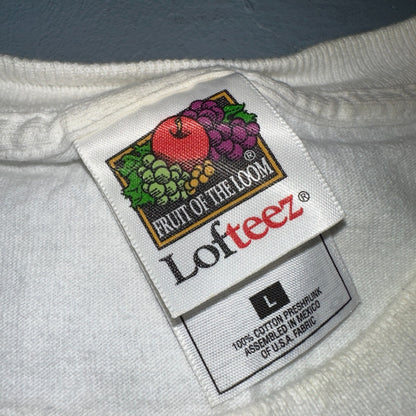 FRUIT OF THE LOOM ®
Lofteez®
L
100% COTTON PRESHRUNK
ASSEMBLED IN MEXICO
OF U.S.A. FABRIC